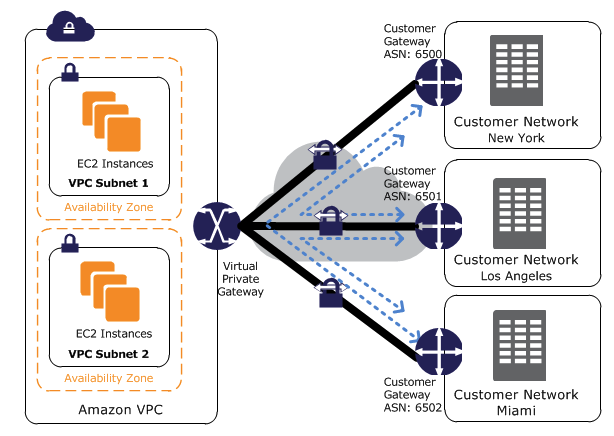 EC2 Instances
VPC Subnet 1
Availability Zone
EC2 Instances
VPC Subnet 2
Availability Zone
Amazon VPC
Virtual
Private
Gateway
Customer
Gateway
ASN: 6500
Customer Network
New York
Customer
Gateway
ASN: 6501
Customer Network
Los Angeles
Customer
Gateway
ASN: 6502
Customer Network
Miami